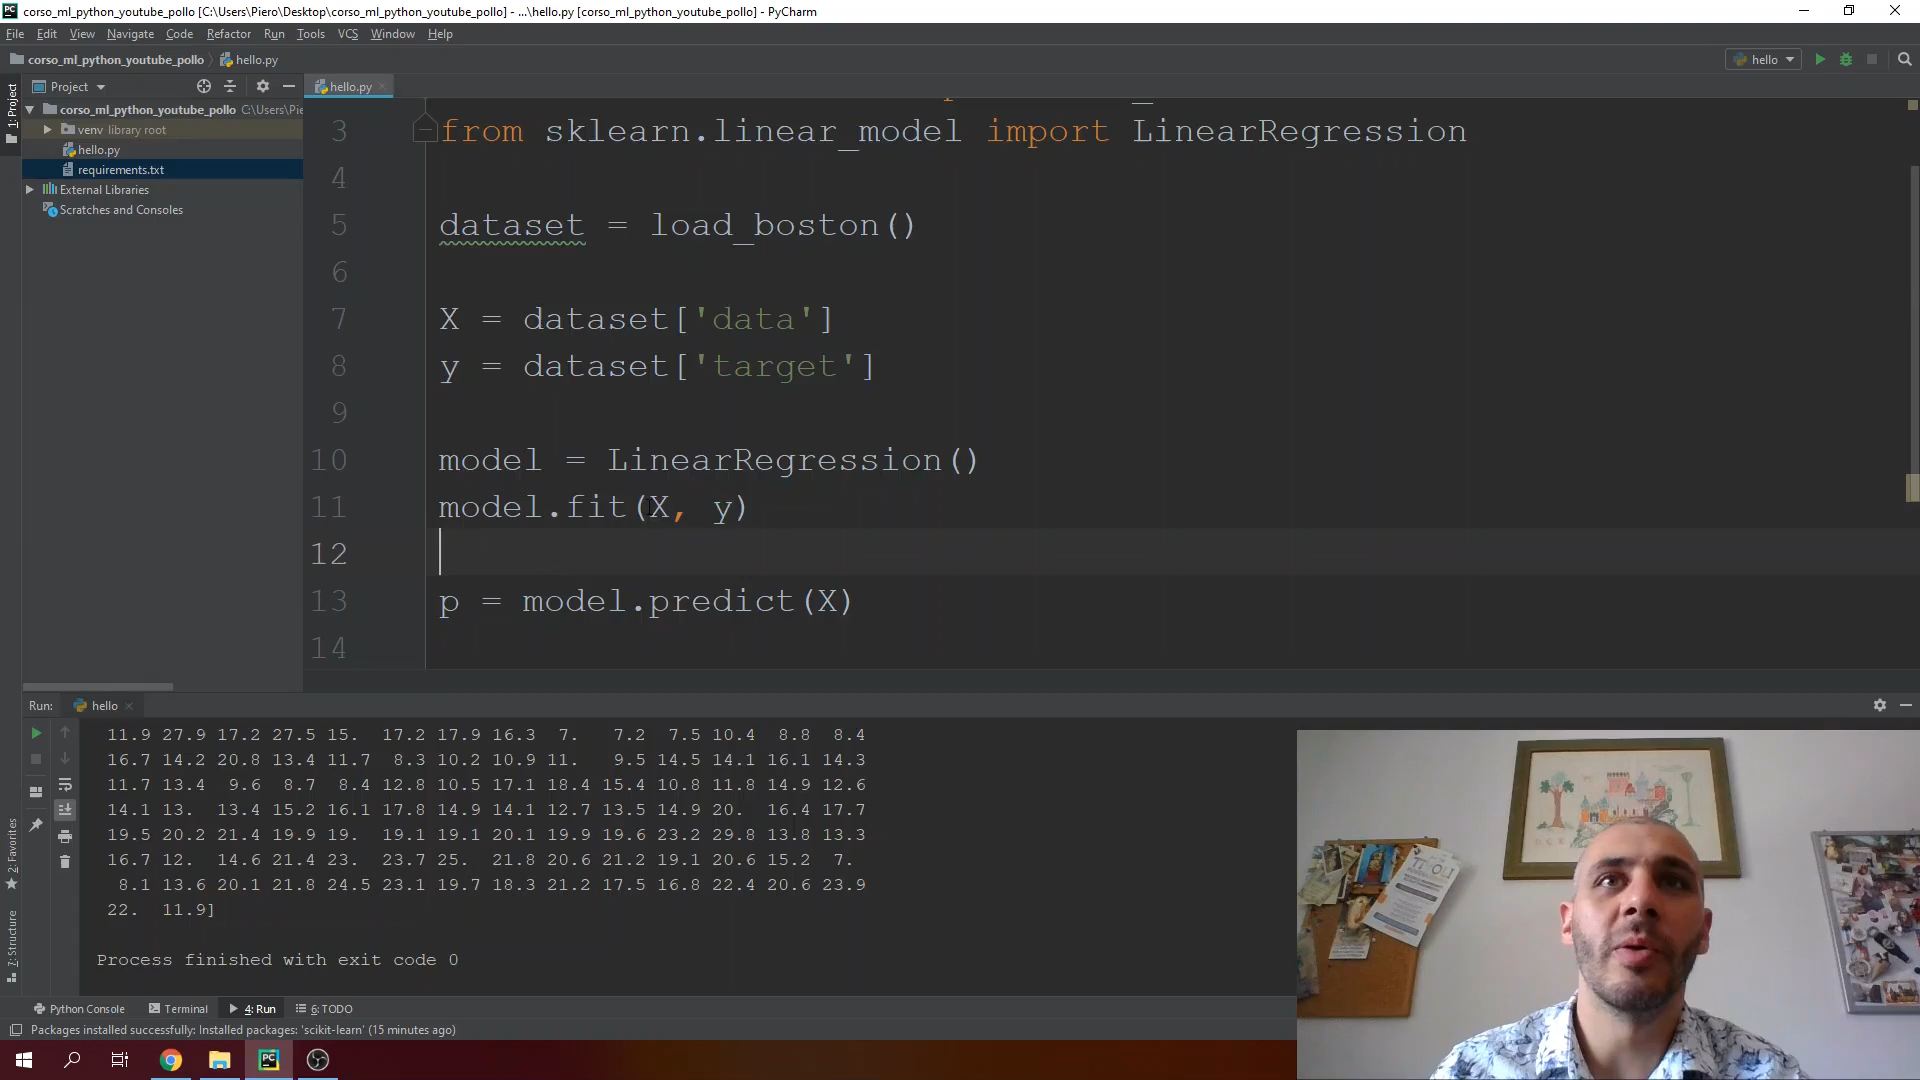 corso_ml_python_youtube_pollo [C:\Users\Piero\Desktop\corso_ml_python_youtube_pollo] - ...\hello.py [corso_ml_python_youtube_pollo] - PyCharm
File Edit View Navigate Code Refactor Run Tools VCS Window Help
corso_ml_python_youtube_pollo hello.py hello
1: Project
Project
hello.py
corso_ml_python_youtube_pollo C:\Users\Pie
venv library root
hello.py
requirements.txt
External Libraries
Scratches and Consoles
3 from sklearn.linear_model import LinearRegression
4
5 dataset = load_boston()
6
7 X = dataset['data']
8 y = dataset['target']
9
10 model = LinearRegression()
11 model.fit(X, y)
12
13 p = model.predict(X)
14
Run: hello
11.9 27.9 17.2 27.5 15. 17.2 17.9 16.3 7. 7.2 7.5 10.4 8.8 8.4
16.7 14.2 20.8 13.4 11.7 8.3 10.2 10.9 11. 9.5 14.5 14.1 16.1 14.3
11.7 13.4 9.6 8.7 8.4 12.8 10.5 17.1 18.4 15.4 10.8 11.8 14.9 12.6
14.1 13. 13.4 15.2 16.1 17.8 14.9 14.1 12.7 13.5 14.9 20. 16.4 17.7
19.5 20.2 21.4 19.9 19. 19.1 19.1 20.1 19.9 19.6 23.2 29.8 13.8 13.3
16.7 12. 14.6 21.4 23. 23.7 25. 21.8 20.6 21.2 19.1 20.6 15.2 7.
8.1 13.6 20.1 21.8 24.5 23.1 19.7 18.3 21.2 17.5 16.8 22.4 20.6 23.9
22. 11.9]
Process finished with exit code 0
2: Favorites
7: Structure
Python Console Terminal 4: Run 6: TODO
Packages installed successfully: Installed packages: 'scikit-learn' (15 minutes ago)